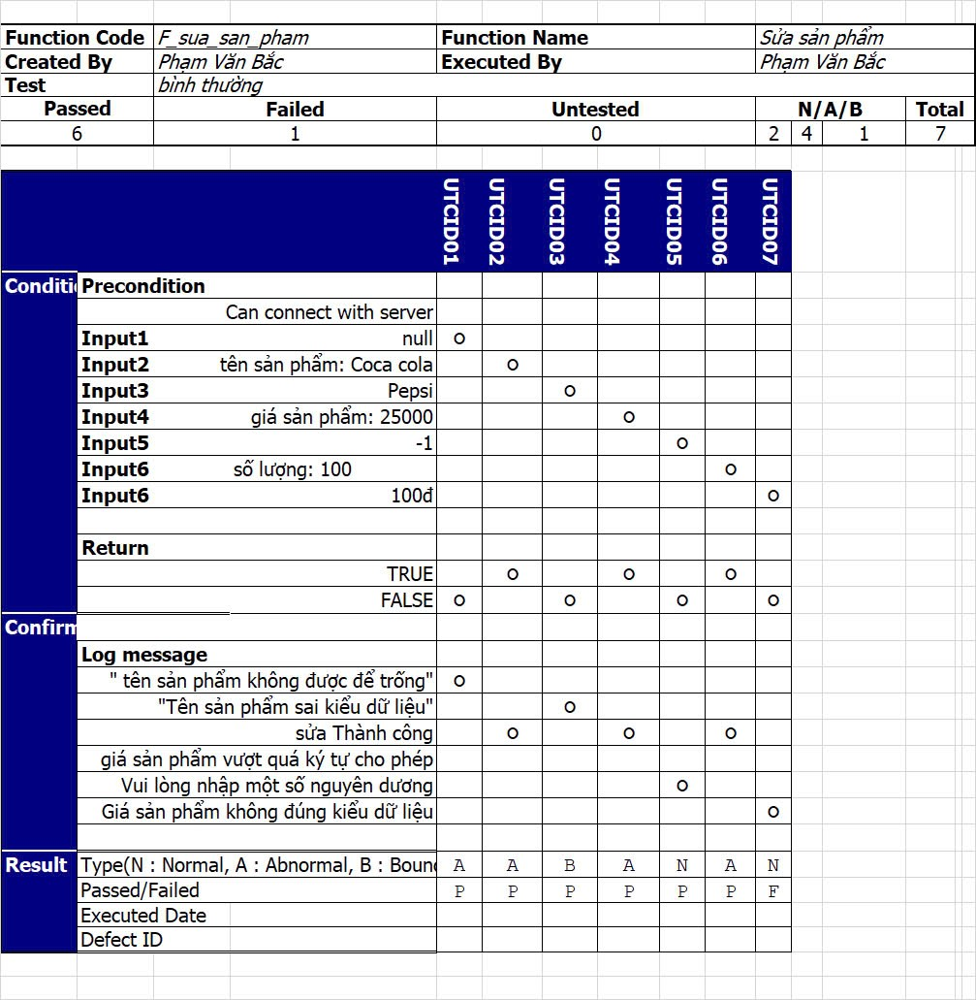 Function Code F_sua_san_pham Function Name Sửa sản phẩm
Created By Phạm Văn Bắc Executed By Phạm Văn Bắc
Test bình thường
Passed Failed Untested N/A/B Total
6 1 0 2 4 1 7
UTCID01 UTCID02 UTCID03 UTCID04 UTCID05 UTCID06 UTCID07
Conditi Precondition
Can connect with server
Input1 null O
Input2 tên sản phẩm: Coca cola O
Input3 Pepsi O
Input4 giá sản phẩm: 25000 O
Input5 -1 O
Input6 số lượng: 100 O
Input6 100đ O
Return
TRUE O O O
FALSE O O O O
Confirm
Log message
" tên sản phẩm không được để trống" O
"Tên sản phẩm sai kiểu dữ liệu" O
sửa Thành công O O O
giá sản phẩm vượt quá ký tự cho phép
Vui lòng nhập một số nguyên dương O
Giá sản phẩm không đúng kiểu dữ liệu O
Result Type(N : Normal, A : Abnormal, B : Boun A A B A N A N
Passed/Failed P P P P P P F
Executed Date
Defect ID